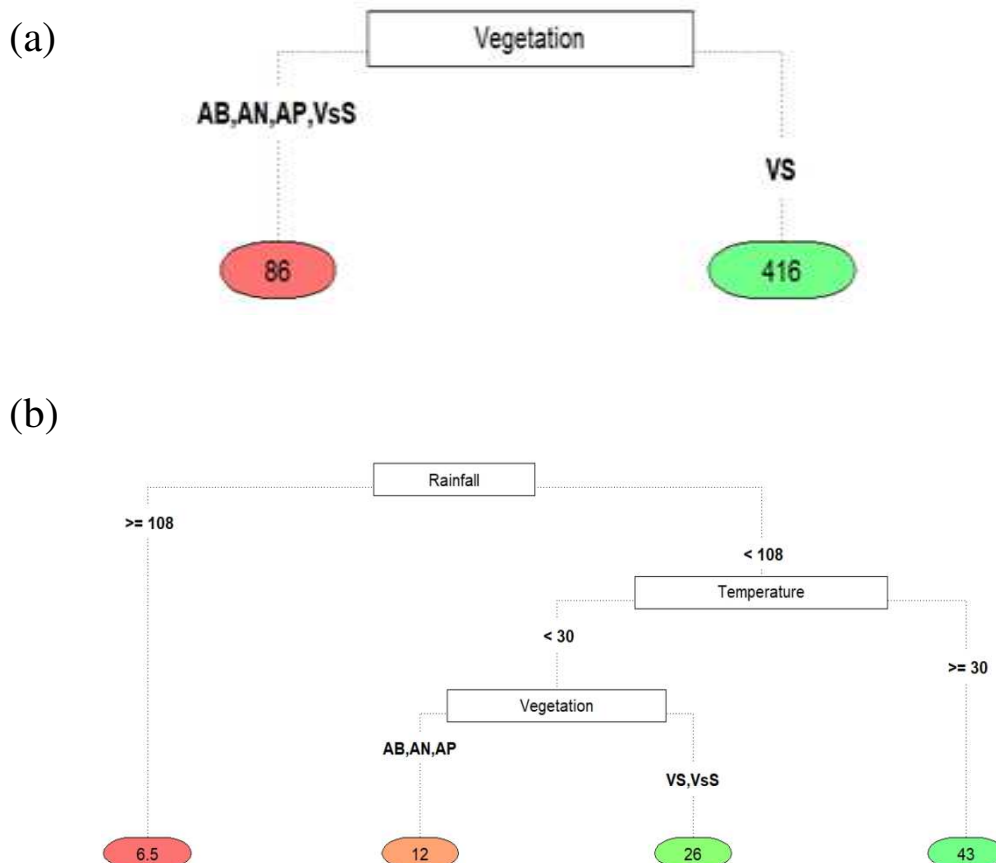 (a)
Vegetation
AB,AN,AP,VsS
VS
86
416
(b)
Rainfall
>= 108
< 108
Temperature
< 30
>= 30
Vegetation
AB,AN,AP
VS,VsS
6.5
12
26
43